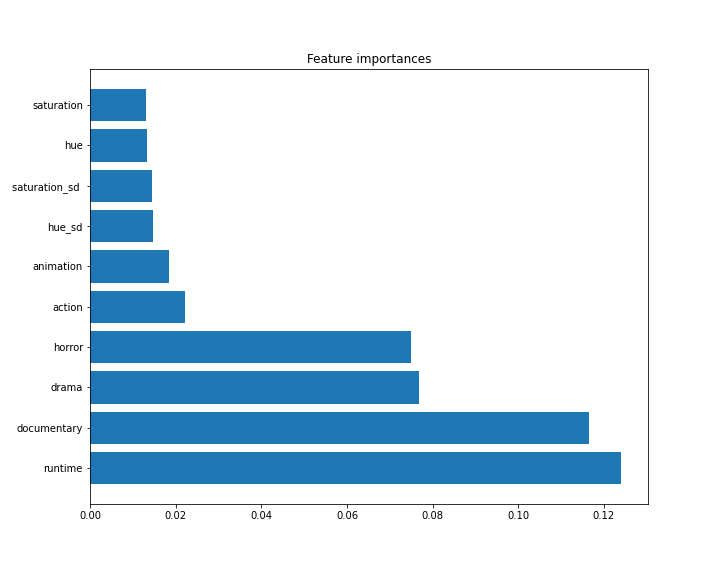 Feature importances
saturation
hue
saturation_sd
hue_sd
animation
action
horror
drama
documentary
runtime
0.00 0.02 0.04 0.06 0.08 0.10 0.12